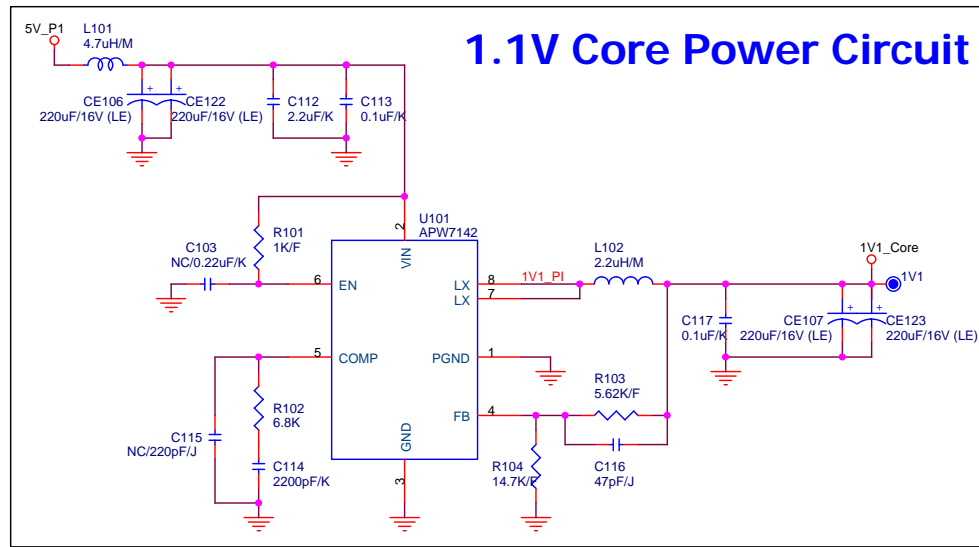 1.1V Core Power Circuit
5V_P1
L101
4.7uH/M
+
+
CE106
220uF/16V (LE)
CE122
220uF/16V (LE)
C112
2.2uF/K
C113
0.1uF/K
U101
APW7142
2
VIN
R101
1K/F
C103
NC/0.22uF/K
6
EN
8
LX
7
LX
1V1_PI
L102
2.2uH/M
1V1_Core
1V1
C117
0.1uF/K
+
+
CE107
220uF/16V (LE)
CE123
220uF/16V (LE)
5
COMP
PGND
1
R102
6.8K
C115
NC/220pF/J
C114
2200pF/K
FB
4
R103
5.62K/F
C116
47pF/J
R104
14.7K/F
GND
3